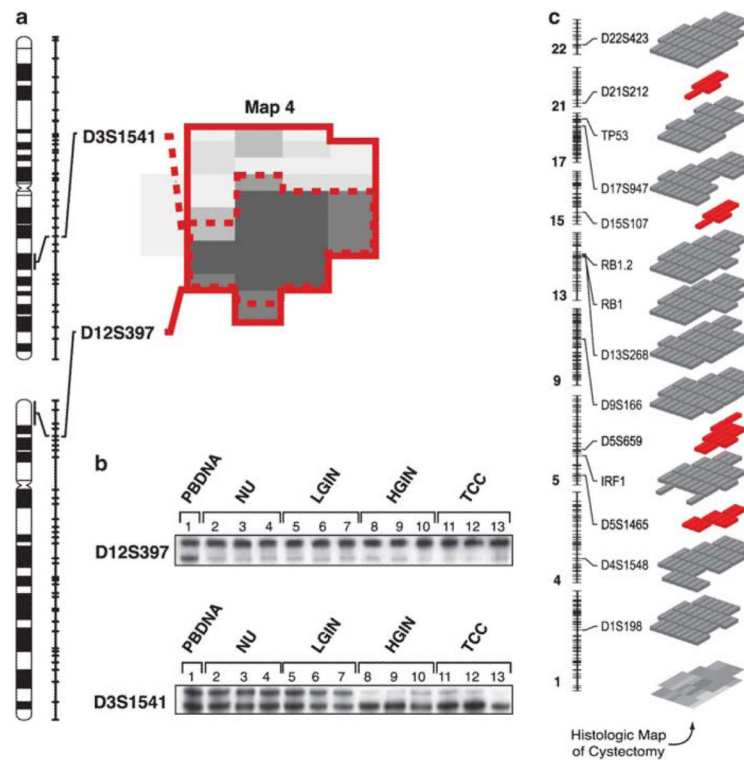 a
Map 4
D3S1541
D12S397
b
PBDNA
NU
LGIN
HGIN
TCC
1 2 3 4 5 6 7 8 9 10 11 12 13
D12S397
PBDNA
NU
LGIN
HGIN
TCC
1 2 3 4 5 6 7 8 9 10 11 12 13
D3S1541
c
22
D22S423
21
D21S212
TP53
17
D17S947
15
D15S107
RB1.2
13
RB1
D13S268
9
D9S166
D5S659
5
IRF1
D5S1465
4
D4S1548
D1S198
1
Histologic Map
of Cystectomy